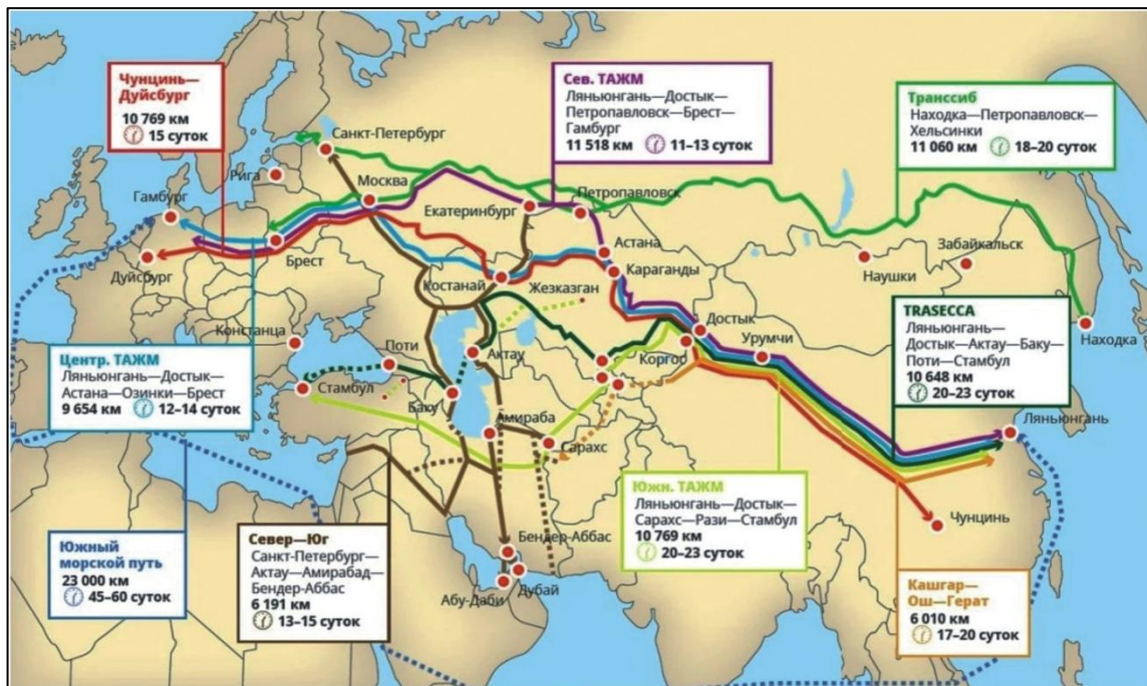 Чунцинь—
Дуйсбург
10 769 км
15 суток
Сев. ТАЖМ
Ляньюнгань—Достык—
Петропавловск—Брест—
Гамбург
11 518 км 11–13 суток
Транссиб
Находка—Петропавловск—
Хельсинки
11 060 км 18–20 суток
Санкт-Петербург
Рига
Москва
Гамбург
Екатеринбург
Петропавловск
Дуйсбург
Брест
Астана
Караганды
Костанай
Жезказган
Наушки
Забайкальск
Находка
Констанца
Поти
Стамбул
Баку
Актау
Достык
Коргос
Урумчи
TRASECCA
Ляньюнгань—
Достык—Актау—Баку—
Поти—Стамбул
10 648 км
20–23 суток
Центр. ТАЖМ
Ляньюнгань—Достык—
Астана—Озинки—Брест
9 654 км 12–14 суток
Амираба
Сарахс
Ляньюнгань
Чунцинь
Южн. ТАЖМ
Ляньюнгань—Достык—
Сарахс—Рази—Стамбул
10 769 км
20–23 суток
Южный
морской путь
23 000 км
45–60 суток
Север—Юг
Санкт-Петербург—
Актау—Амирабад—
Бендер-Аббас
6 191 км
13–15 суток
Бендер-Аббас
Дубай
Абу-Даби
Кашгар—
Ош—Герат
6 010 км
17–20 суток